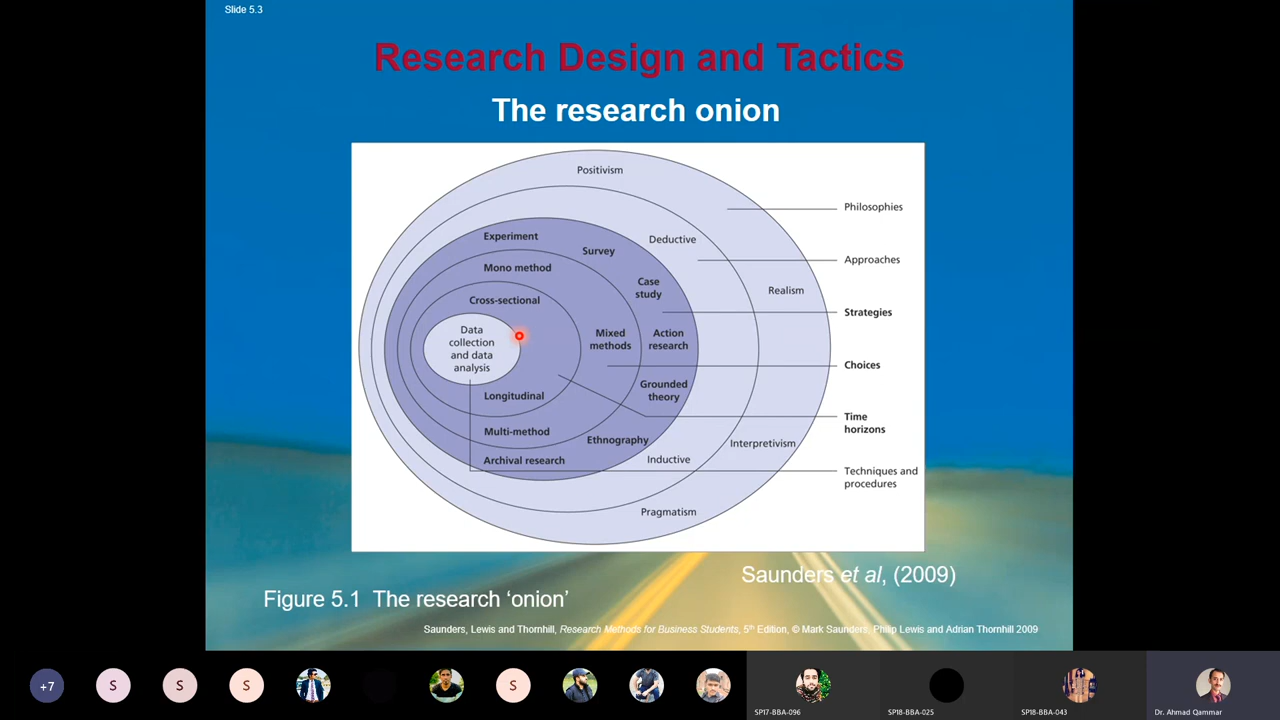 Slide 5.3
Research Design and Tactics
The research onion
Positivism
Philosophies
Experiment
Survey
Deductive
Approaches
Mono method
Case
study
Realism
Cross-sectional
Strategies
Data
collection
and data
analysis
Mixed
methods
Action
research
Choices
Longitudinal
Grounded
theory
Time
horizons
Multi-method
Ethnography
Interpretivism
Archival research
Inductive
Techniques and
procedures
Pragmatism
Saunders et al, (2009)
Figure 5.1 The research ‘onion’
Saunders, Lewis and Thornhill, Research Methods for Business Students, 5th Edition, © Mark Saunders, Philip Lewis and Adrian Thornhill 2009
+7
S
S
S
S
SP17-BBA-096
SP18-BBA-025
SP18-BBA-043
Dr. Ahmad Qammar